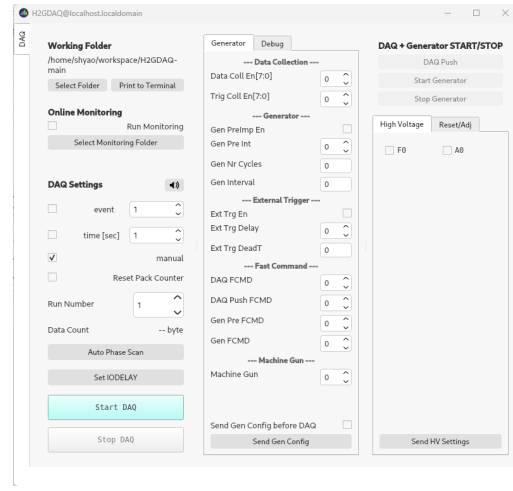 H2GDAQ@localhost.localdomain
DAQ
Working Folder
/home/shyao/workspace/H2GDAQ-
main
Select Folder
Print to Terminal
Online Monitoring
Run Monitoring
Select Monitoring Folder
DAQ Settings
event
1
time [sec]
1
manual
Reset Pack Counter
Run Number
1
Data Count
-- byte
Auto Phase Scan
Set IODELAY
Start DAQ
Stop DAQ
Generator
Debug
--- Data Collection ---
Data Coll En[7:0]
0
Trig Coll En[7:0]
0
--- Generator ---
Gen PreImp En
Gen Pre Int
0
Gen Nr Cycles
0
Gen Interval
0
--- External Trigger ---
Ext Trg En
Ext Trg Delay
0
Ext Trg DeadT
0
--- Fast Command ---
DAQ FCMD
0
DAQ Push FCMD
0
Gen Pre FCMD
0
Gen FCMD
0
--- Machine Gun ---
Machine Gun
0
Send Gen Config before DAQ
Send Gen Config
DAQ + Generator START/STOP
DAQ Push
Start Generator
Stop Generator
High Voltage
Reset/Adj
F0
A0
Send HV Settings